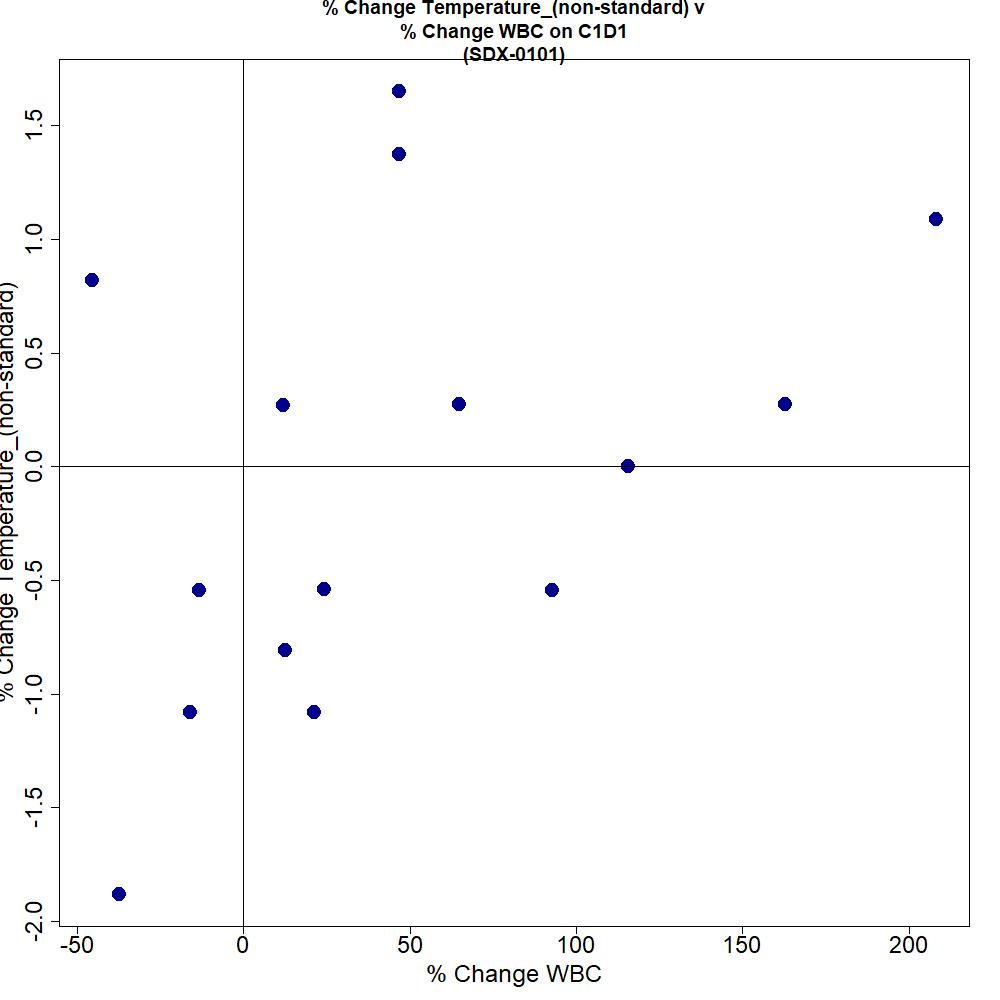 % Change Temperature_(non-standard) v
% Change WBC on C1D1
(SDX-0101)
% Change Temperature_(non-standard)
1.5
1.0
0.5
0.0
-0.5
-1.0
-1.5
-2.0
-50 0 50 100 150 200
% Change WBC